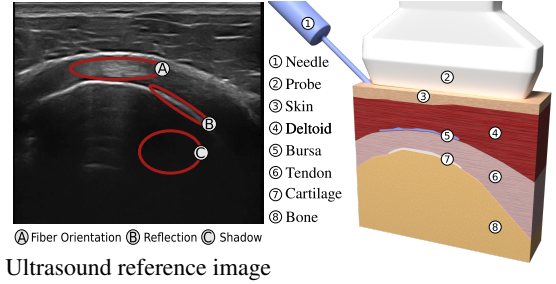 A
B
C
Ⓐ Fiber Orientation Ⓑ Reflection Ⓒ Shadow
Ultrasound reference image
① Needle
② Probe
③ Skin
④ Deltoid
⑤ Bursa
⑥ Tendon
⑦ Cartilage
⑧ Bone
1
2
3
4
5
7
6
8